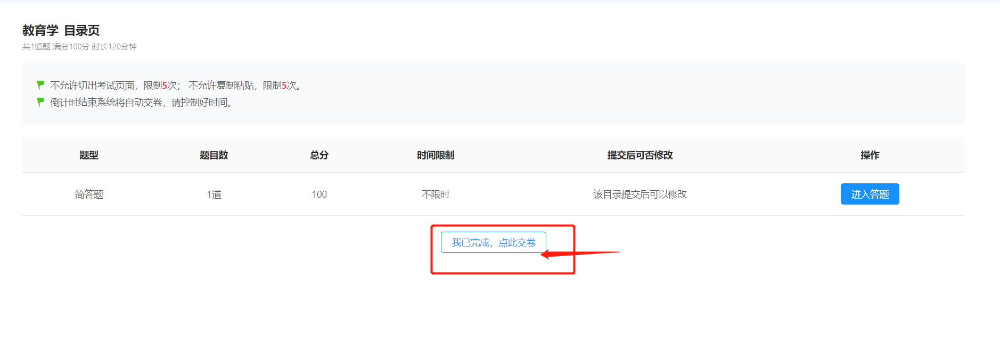 教育学 目录页
共1道题 满分100分 时长120分钟
不允许切出考试页面，限制5次； 不允许复制粘贴，限制5次。
倒计时结束系统将自动交卷，请控制好时间。
题型 题目数 总分 时间限制 提交后可否修改 操作
简答题 1道 100 不限时 该目录提交后可以修改 进入答题
我已完成，点此交卷